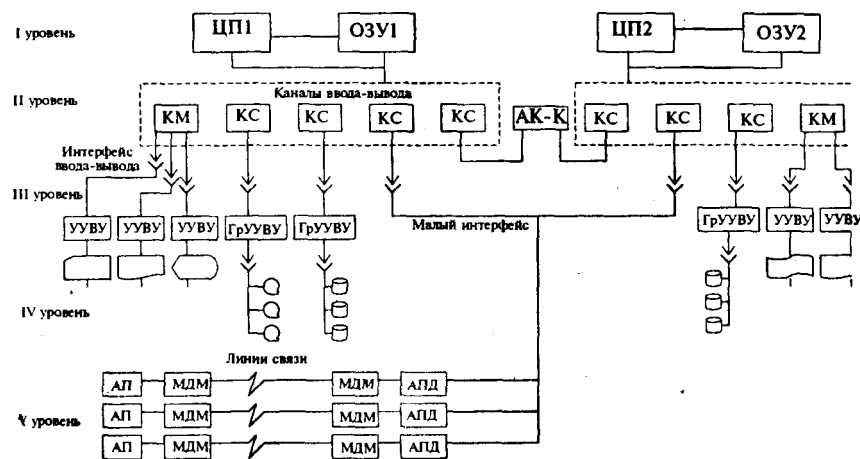 I уровень
ЦП1
ОЗУ1
ЦП2
ОЗУ2
Каналы ввода-вывода
II уровень
КМ
КС
КС
КС
КС
АК-К
КС
КС
КС
КМ
Интерфейс
ввода-вывода
III уровень
УУВУ
УУВУ
УУВУ
ГрУУВУ
ГрУУВУ
Малый интерфейс
ГрУУВУ
УУВУ
УУВУ
IV уровень
Линии связи
АП
МДМ
МДМ
АПД
V уровень
АП
МДМ
МДМ
АПД
АП
МДМ
МДМ
АПД